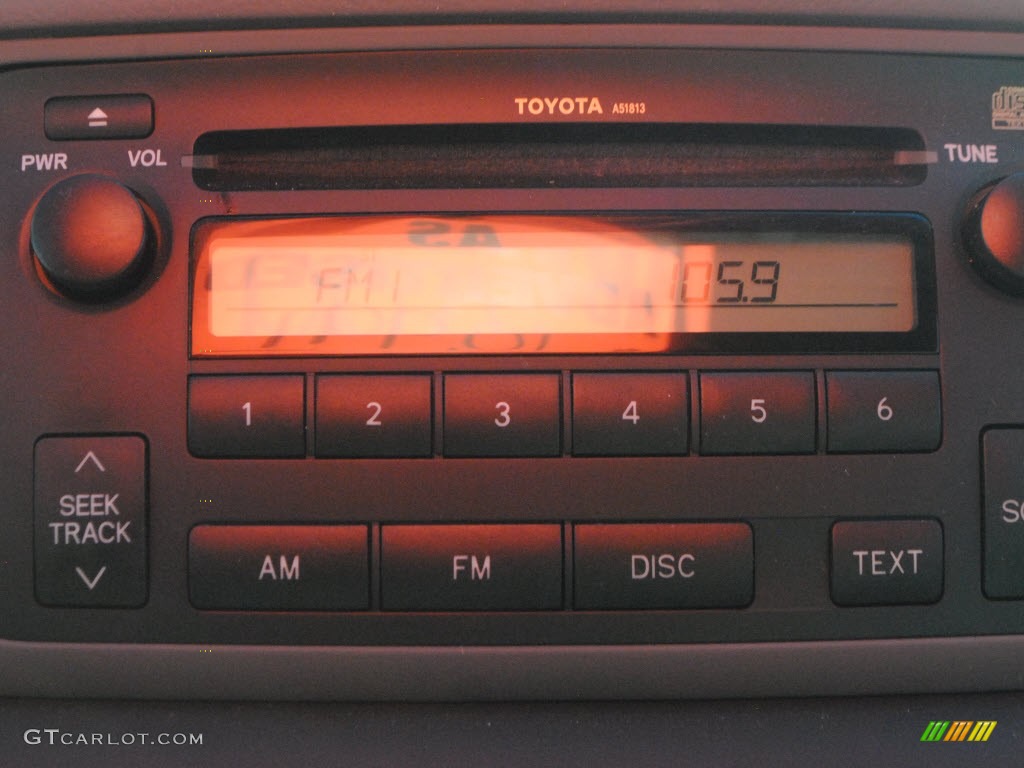 TOYOTA A51813
PWR VOL TUNE
FM1 105.9
1 2 3 4 5 6
SEEK
TRACK
AM FM DISC TEXT
GTCARLOT.COM